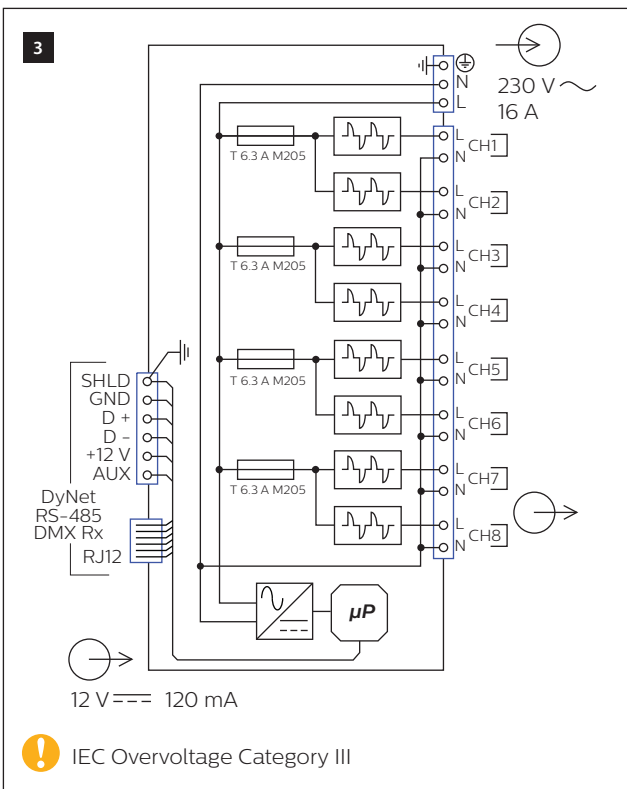 3
N
L
230 V
16 A
T 6.3 A M205
L
N
CH1
L
N
CH2
T 6.3 A M205
L
N
CH3
L
N
CH4
T 6.3 A M205
L
N
CH5
L
N
CH6
T 6.3 A M205
L
N
CH7
L
N
CH8
SHLD
GND
D +
D -
+12 V
AUX
DyNet
RS-485
DMX Rx
RJ12
µP
12 V 120 mA
! IEC Overvoltage Category III